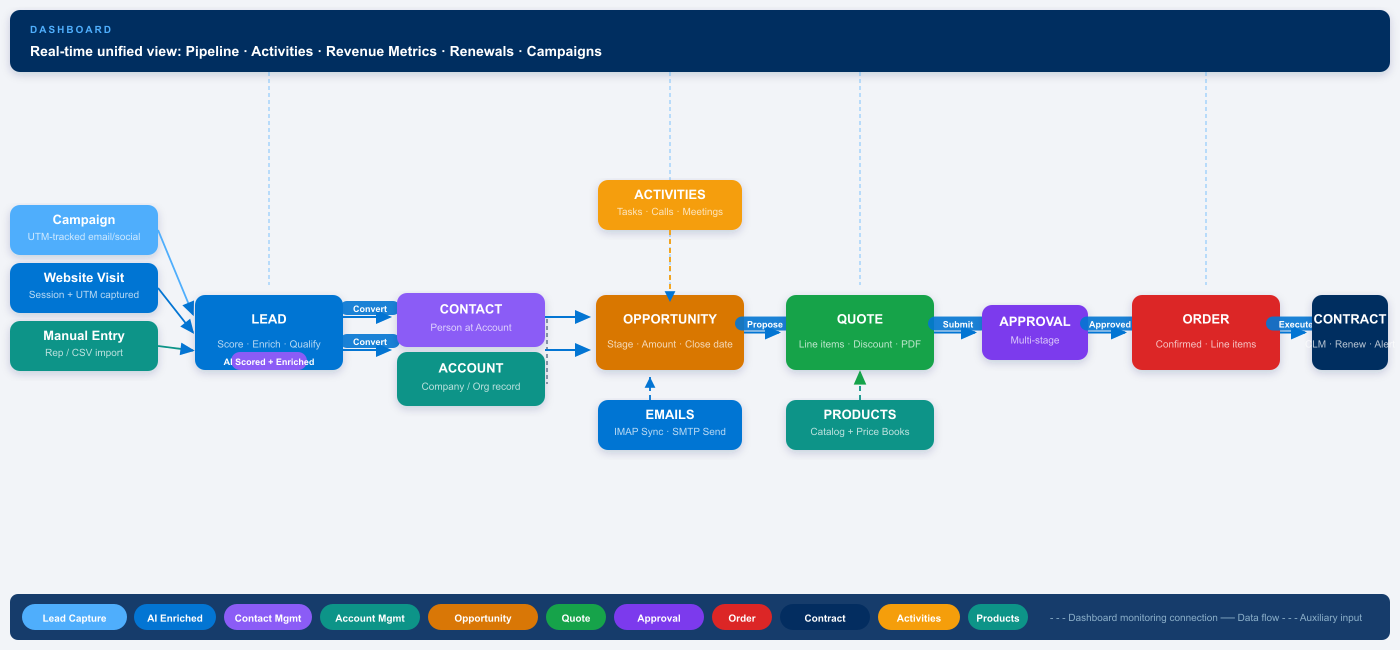 DASHBOARD
Real-time unified view: Pipeline · Activities · Revenue Metrics · Renewals · Campaigns
ACTIVITIES
Tasks · Calls · Meetings
Campaign
UTM-tracked email/social
Website Visit
Session + UTM captured
Manual Entry
Rep / CSV import
LEAD
Score · Enrich · Qualify
AI Scored + Enriched
Convert
Convert
CONTACT
Person at Account
ACCOUNT
Company / Org record
OPPORTUNITY
Stage · Amount · Close date
Propose
QUOTE
Line items · Discount · PDF
Submit
APPROVAL
Multi-stage
Approved
ORDER
Confirmed · Line items
Execute
CONTRACT
LM · Renew · Ale
EMAILS
IMAP Sync · SMTP Send
PRODUCTS
Catalog + Price Books
Lead Capture
AI Enriched
Contact Mgmt
Account Mgmt
Opportunity
Quote
Approval
Order
Contract
Activities
Products
- - - Dashboard monitoring connection ── Data flow - - - Auxiliary input